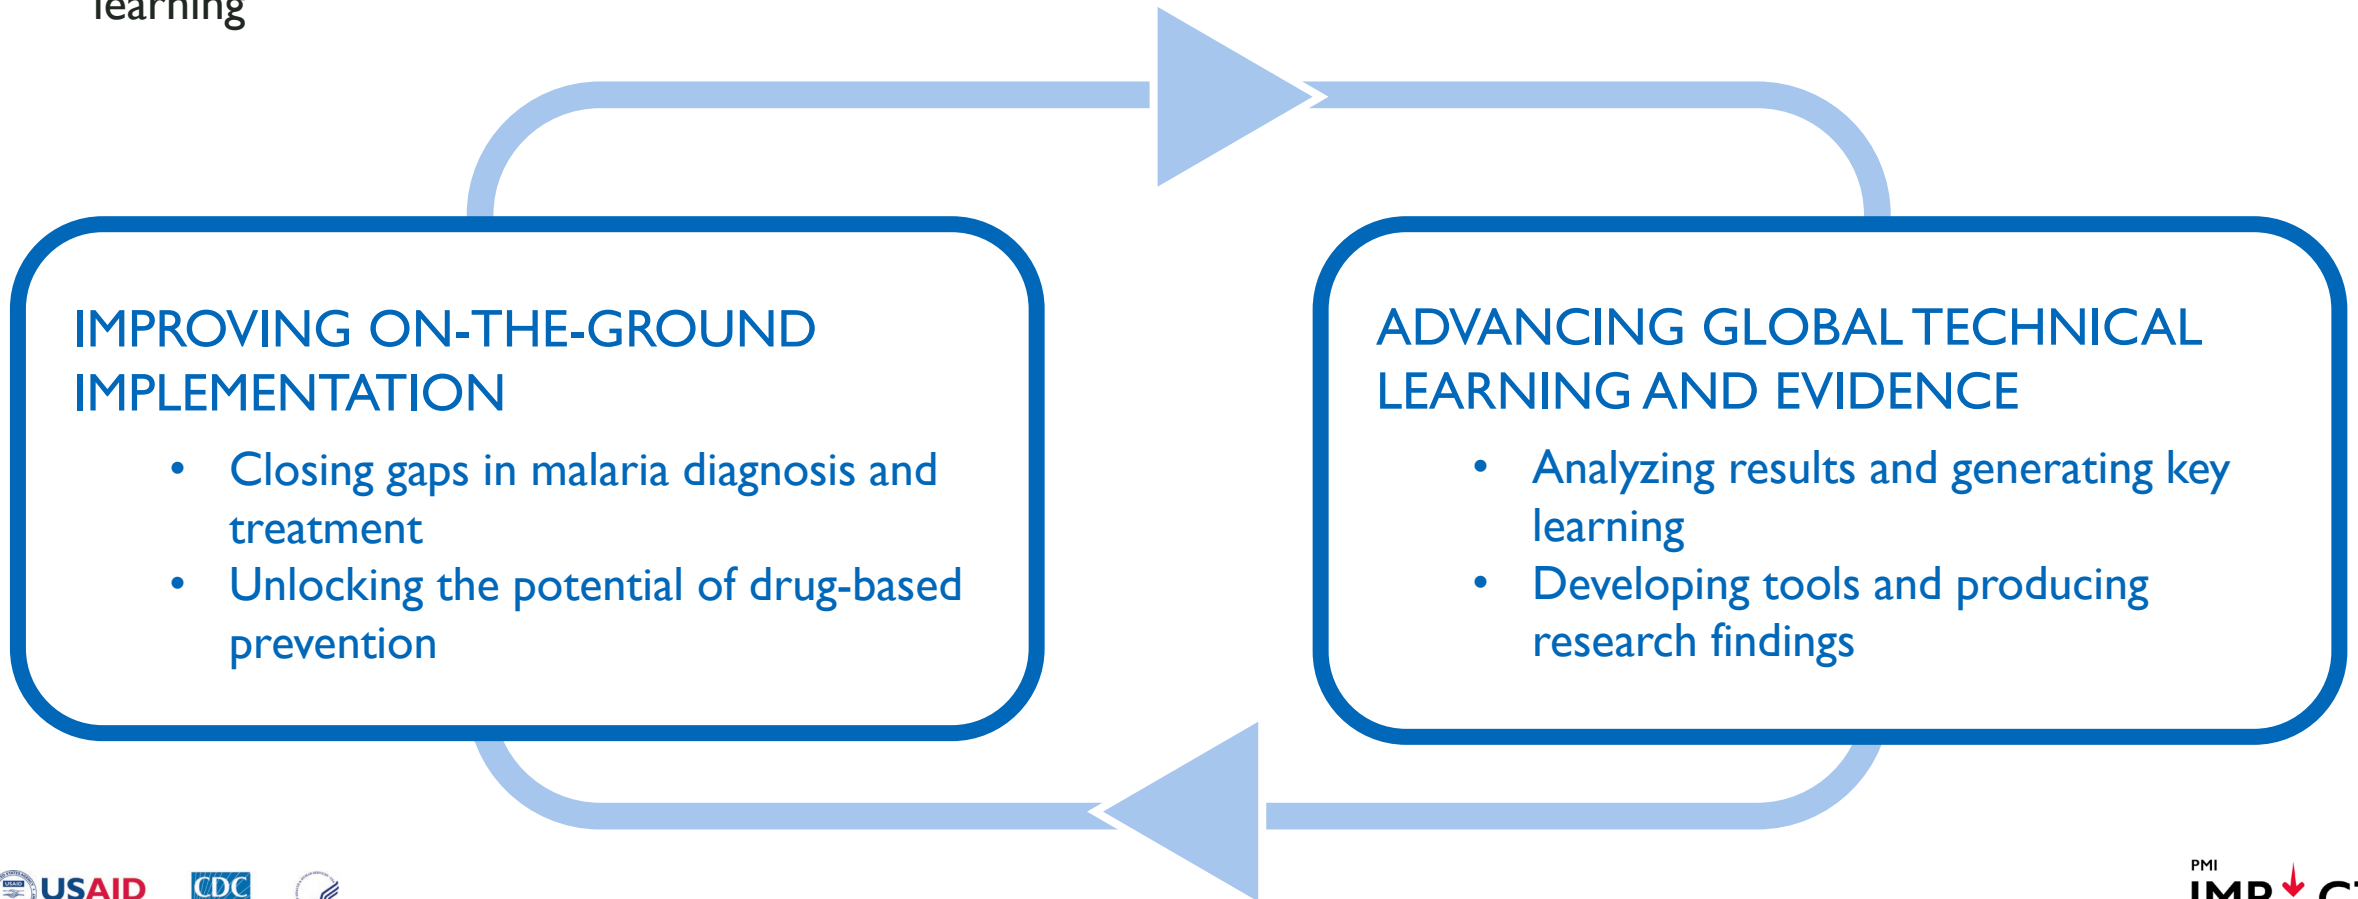 learning
IMPROVING ON-THE-GROUND
IMPLEMENTATION
• Closing gaps in malaria diagnosis and
treatment
• Unlocking the potential of drug-based
prevention
ADVANCING GLOBAL TECHNICAL
LEARNING AND EVIDENCE
• Analyzing results and generating key
learning
• Developing tools and producing
research findings
USAID
CDC
PMI